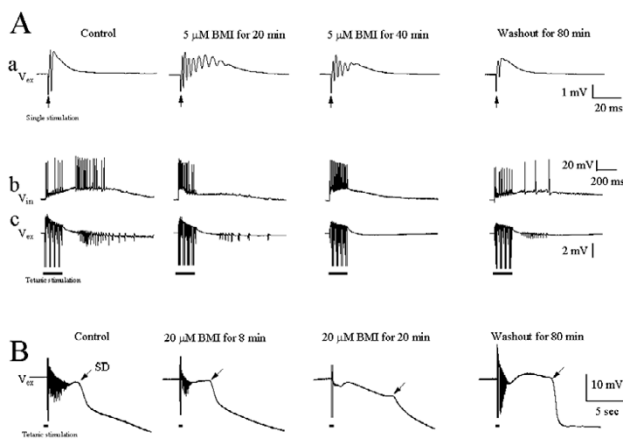 A
Control
5 μM BMI for 20 min
5 μM BMI for 40 min
Washout for 80 min
a
Vex
1 mV
20 ms
Single stimulation
b
Vin
20 mV
200 ms
c
Vex
2 mV
Tetanic stimulation
B
Control
20 μM BMI for 8 min
20 μM BMI for 20 min
Washout for 80 min
SD
Vex
10 mV
5 sec
Tetanic stimulation